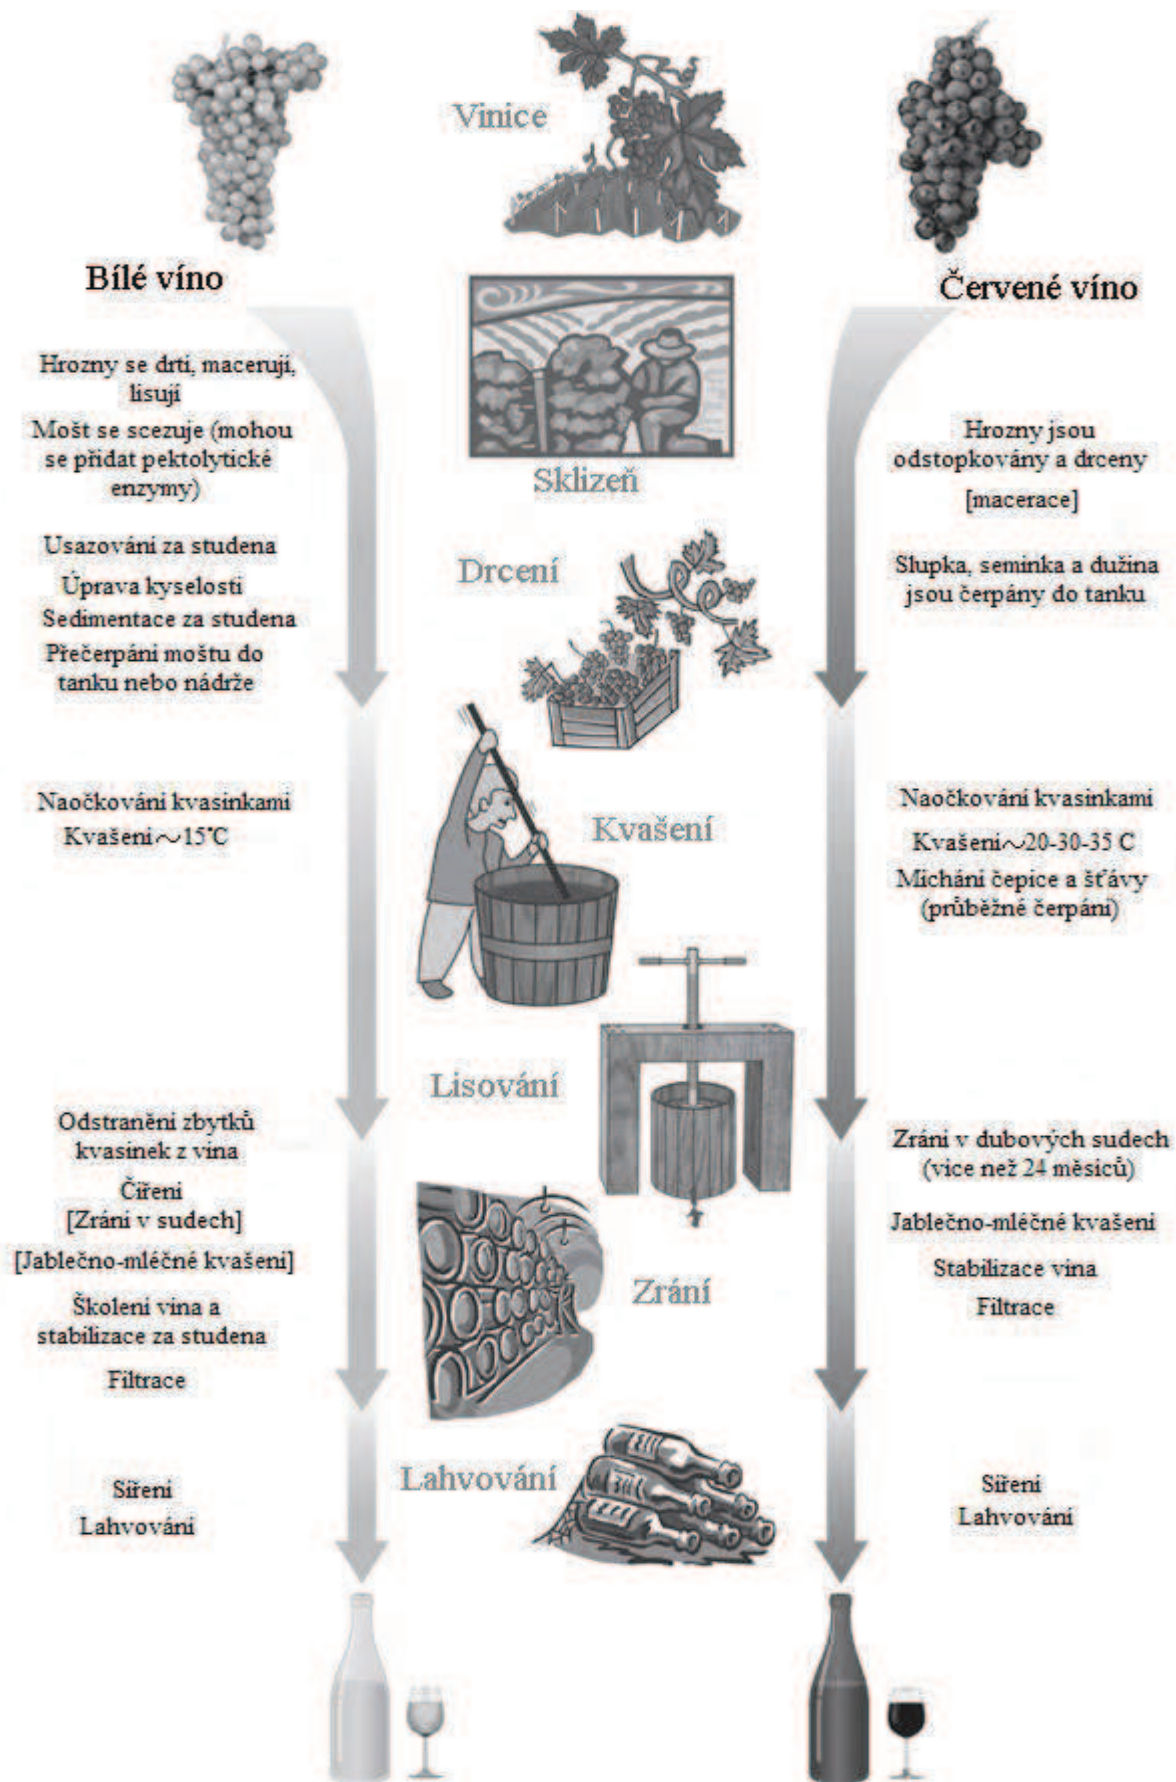 Vinice
Bílé víno
Hrozny se drtí, macerují,
lisují
Mošt se scezuje (mohou
se přidat pektolytické
enzymy)
Usazování za studena
Úprava kyselosti
Sedimentace za studena
Přečerpání moštu do
tanku nebo nádrže
Naočkování kvasinkami
Kvašení~15°C
Odstranění zbytků
kvasinek z vína
Číření
[Zrání v sudech]
[Jablečno-mléčné kvašení]
Školení vína a
stabilizace za studena
Filtrace
Síření
Lahvování
Sklizeň
Drcení
Kvašení
Lisování
Zrání
Lahvování
Červené víno
Hrozny jsou
odstopkovány a drceny
[macerace]
Slupka, semínka a dužina
jsou čerpány do tanku
Naočkování kvasinkami
Kvašení~20-30-35 C
Míchání čepice a šťávy
(průběžné čerpání)
Zrání v dubových sudech
(více než 24 měsíců)
Jablečno-mléčné kvašení
Stabilizace vína
Filtrace
Síření
Lahvování